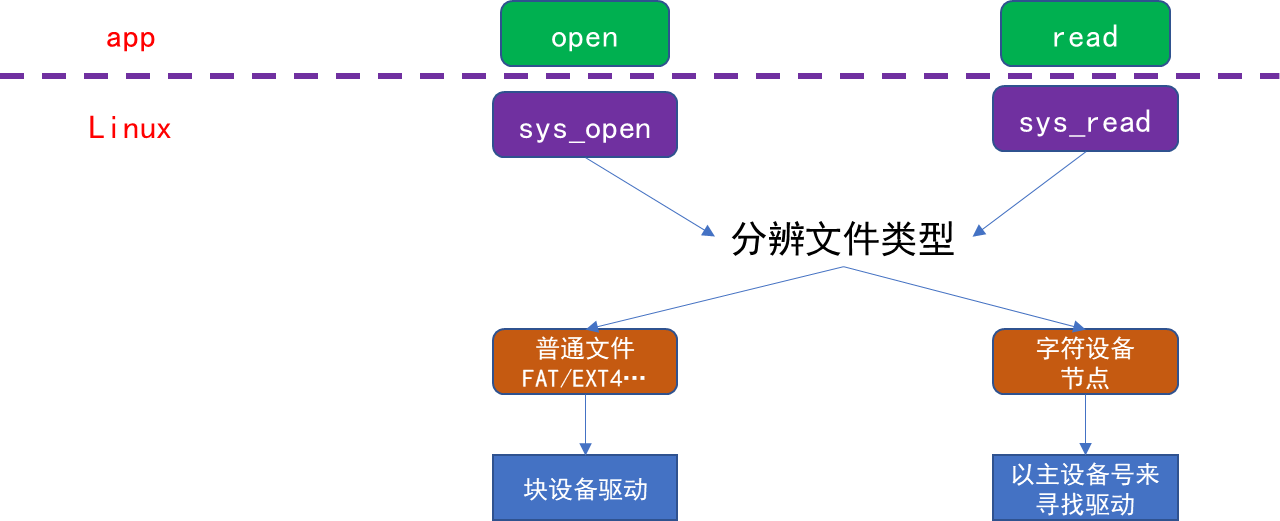 app
open
read
Linux
sys_open
sys_read
分辨文件类型
普通文件
FAT/EXT4…
字符设备
节点
块设备驱动
以主设备号来
寻找驱动